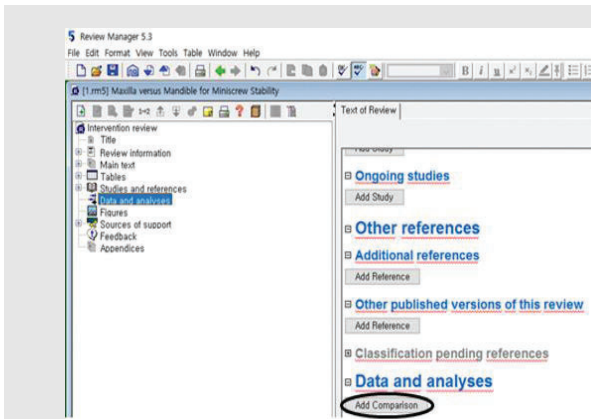 Review Manager 5.3
File Edit Format View Tools Table Window Help
[1.rm5] Maxilla versus Mandible for Miniscrew Stability
Intervention review
Title
Review information
Main text
Tables
Studies and references
Data and analyses
Figures
Sources of support
Feedback
Appendices
Text of Review
Add Study
Ongoing studies
Add Study
Other references
Additional references
Add Reference
Other published versions of this review
Add Reference
Classification pending references
Data and analyses
Add Comparison